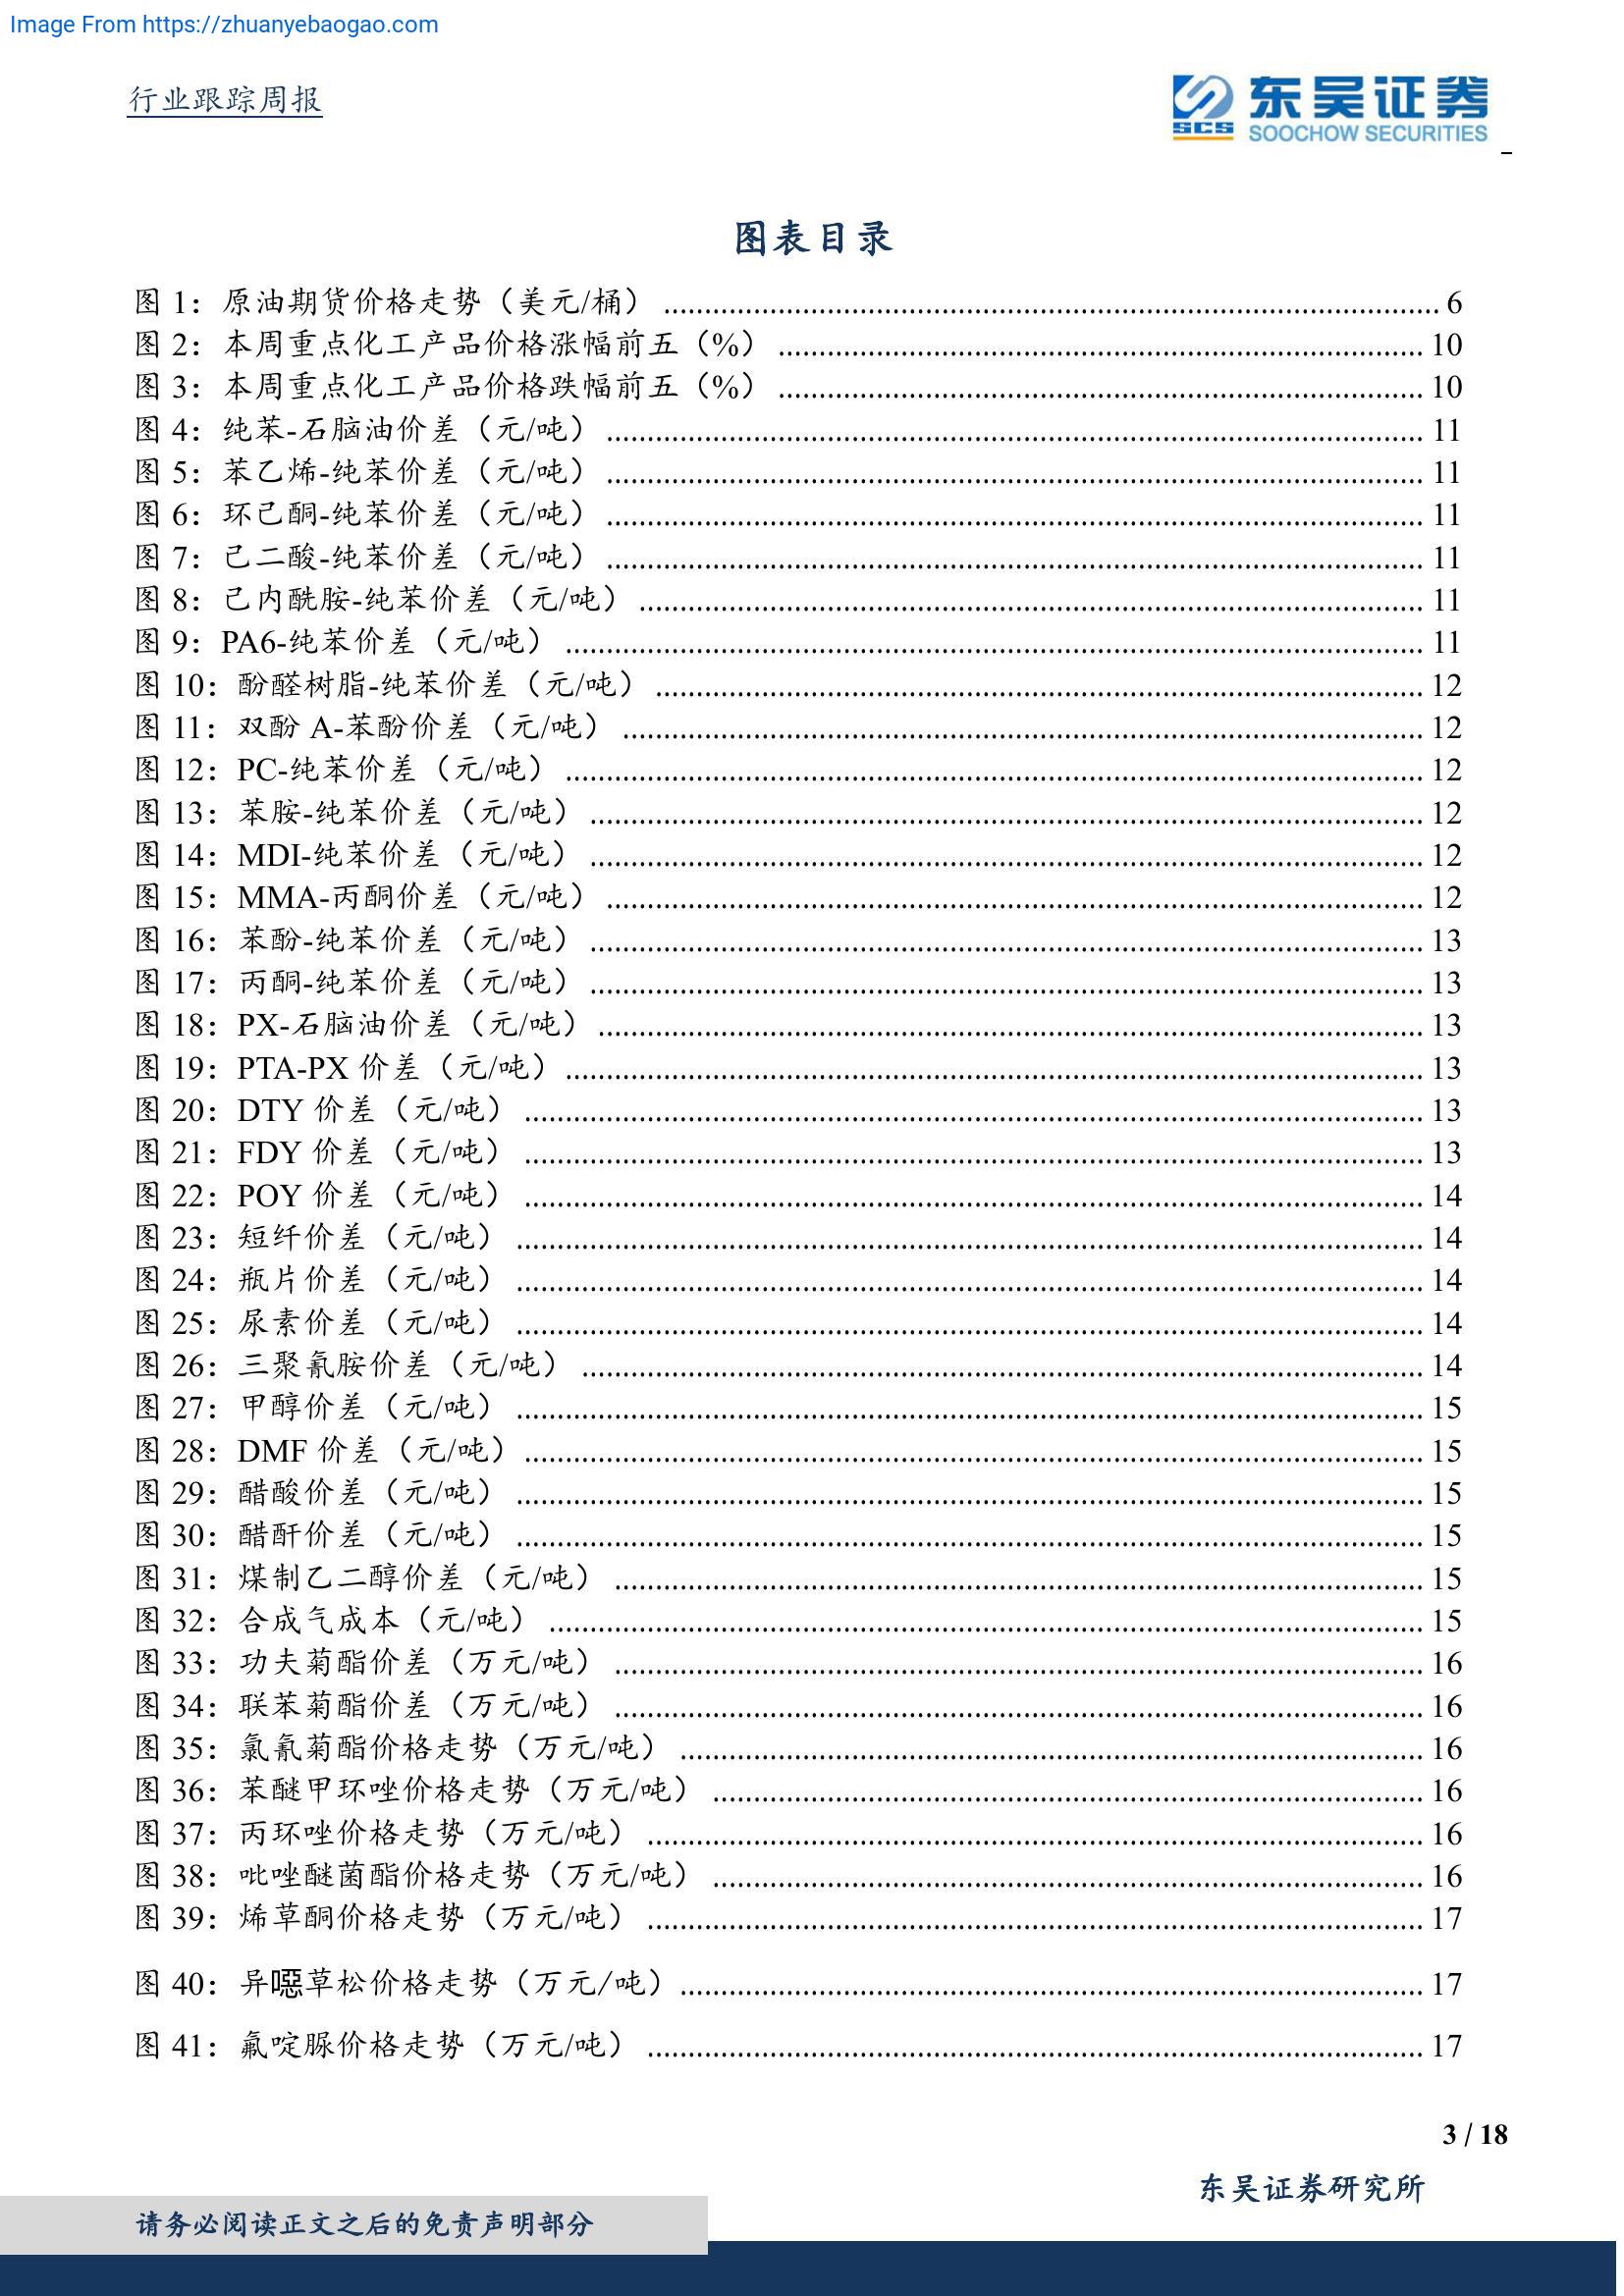 Image From https://zhuanyebaogao.com
行业跟踪周报
SCS 东吴证券
SOOCHOW SECURITIES
图表目录
图 1：原油期货价格走势（美元/桶） ........ 6
图 2：本周重点化工产品价格涨幅前五（%） ........ 10
图 3：本周重点化工产品价格跌幅前五（%） ........ 10
图 4：纯苯-石脑油价差（元/吨） ........ 11
图 5：苯乙烯-纯苯价差（元/吨） ........ 11
图 6：环己酮-纯苯价差（元/吨） ........ 11
图 7：己二酸-纯苯价差（元/吨） ........ 11
图 8：己内酰胺-纯苯价差（元/吨） ........ 11
图 9：PA6-纯苯价差（元/吨） ........ 11
图 10：酚醛树脂-纯苯价差（元/吨） ........ 12
图 11：双酚 A-苯酚价差（元/吨） ........ 12
图 12：PC-纯苯价差（元/吨） ........ 12
图 13：苯胺-纯苯价差（元/吨） ........ 12
图 14：MDI-纯苯价差（元/吨） ........ 12
图 15：MMA-丙酮价差（元/吨） ........ 12
图 16：苯酚-纯苯价差（元/吨） ........ 13
图 17：丙酮-纯苯价差（元/吨） ........ 13
图 18：PX-石脑油价差（元/吨） ........ 13
图 19：PTA-PX 价差（元/吨） ........ 13
图 20：DTY 价差（元/吨） ........ 13
图 21：FDY 价差（元/吨） ........ 13
图 22：POY 价差（元/吨） ........ 14
图 23：短纤价差（元/吨） ........ 14
图 24：瓶片价差（元/吨） ........ 14
图 25：尿素价差（元/吨） ........ 14
图 26：三聚氰胺价差（元/吨） ........ 14
图 27：甲醇价差（元/吨） ........ 15
图 28：DMF 价差（元/吨） ........ 15
图 29：醋酸价差（元/吨） ........ 15
图 30：醋酐价差（元/吨） ........ 15
图 31：煤制乙二醇价差（元/吨） ........ 15
图 32：合成气成本（元/吨） ........ 15
图 33：功夫菊酯价差（万元/吨） ........ 16
图 34：联苯菊酯价差（万元/吨） ........ 16
图 35：氯氰菊酯价格走势（万元/吨） ........ 16
图 36：苯醚甲环唑价格走势（万元/吨） ........ 16
图 37：丙环唑价格走势（万元/吨） ........ 16
图 38：吡唑醚菌酯价格走势（万元/吨） ........ 16
图 39：烯草酮价格走势（万元/吨） ........ 17
图 40：异噁草松价格走势（万元/吨） ........ 17
图 41：氟啶脲价格走势（万元/吨） ........ 17
3 / 18
东吴证券研究所
请务必阅读正文之后的免责声明部分